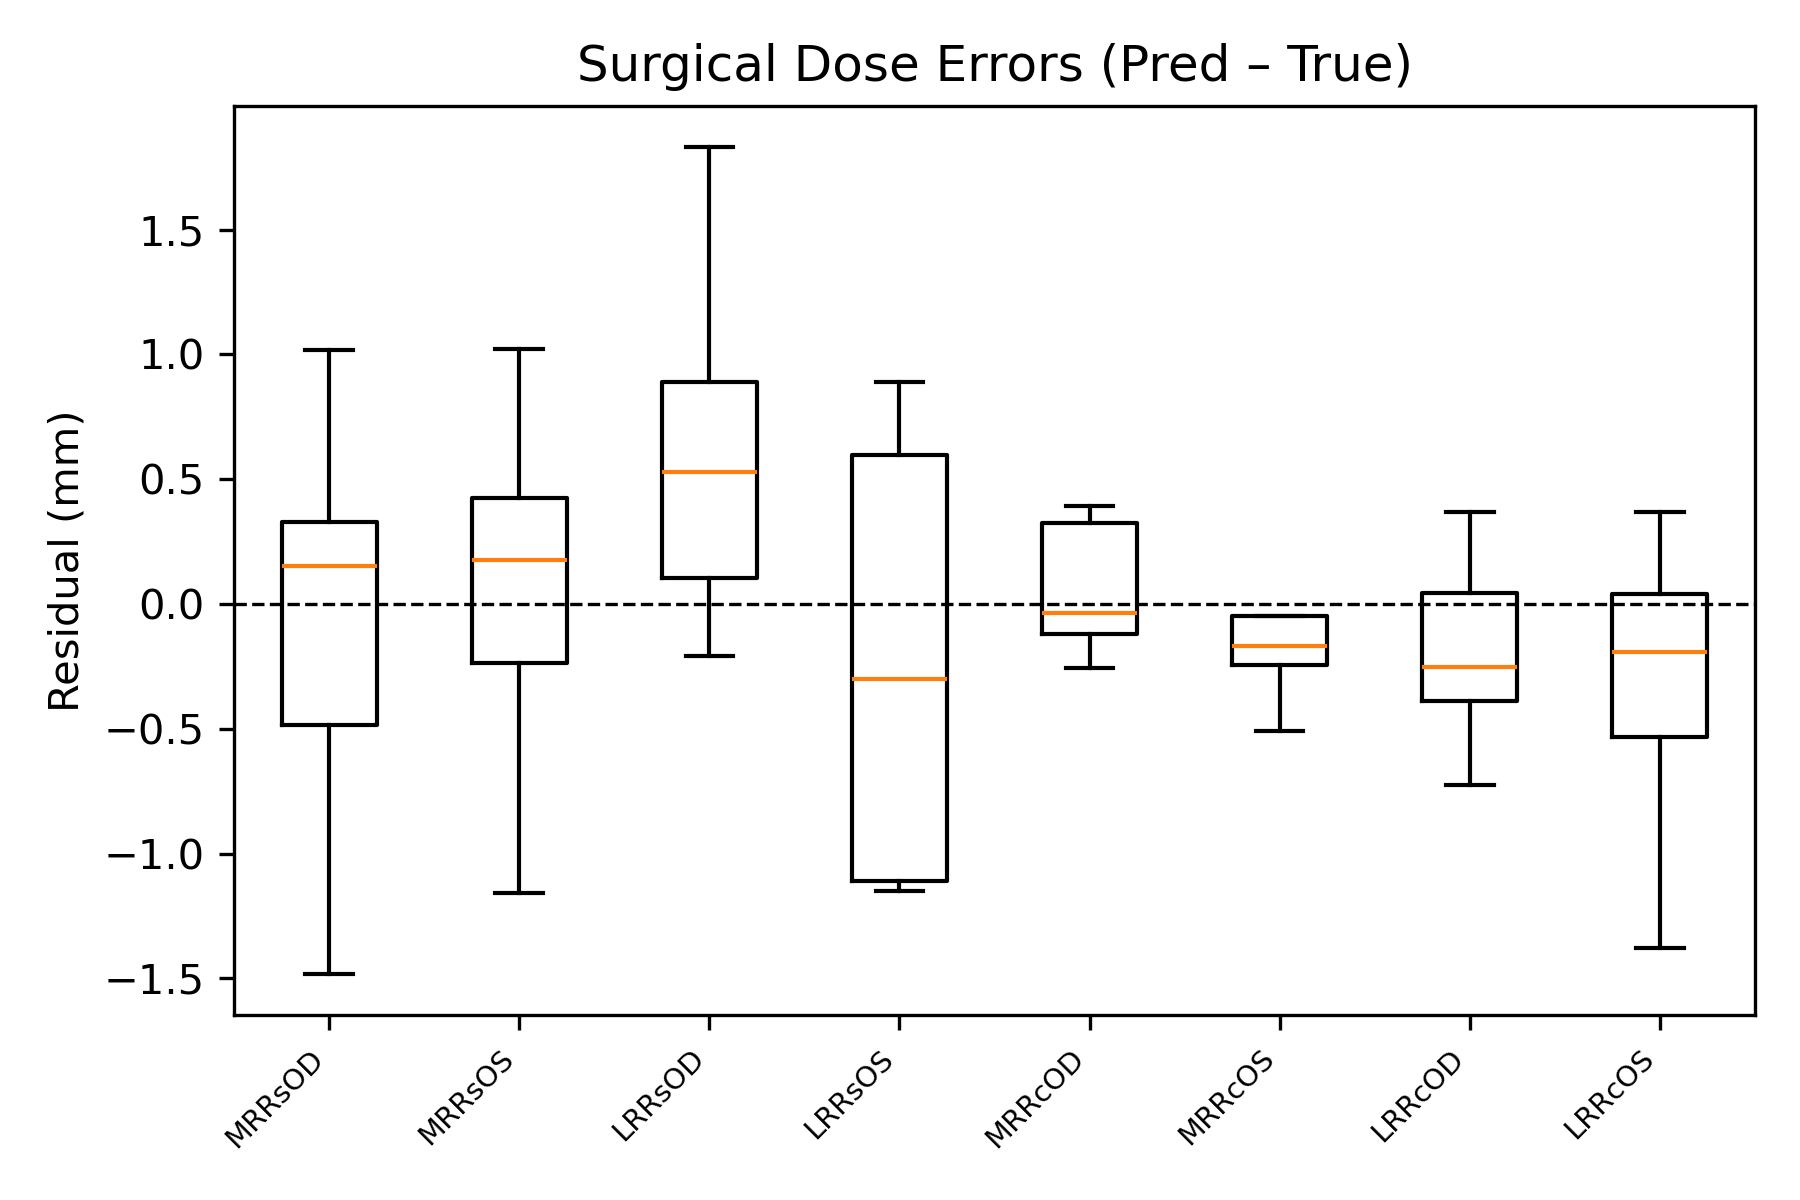 Surgical Dose Errors (Pred – True)
Residual (mm)
1.5
1.0
0.5
0.0
−0.5
−1.0
−1.5
MRRsOD
MRRsOS
LRRsOD
LRRsOS
MRRcOD
MRRcOS
LRRcOD
LRRcOS